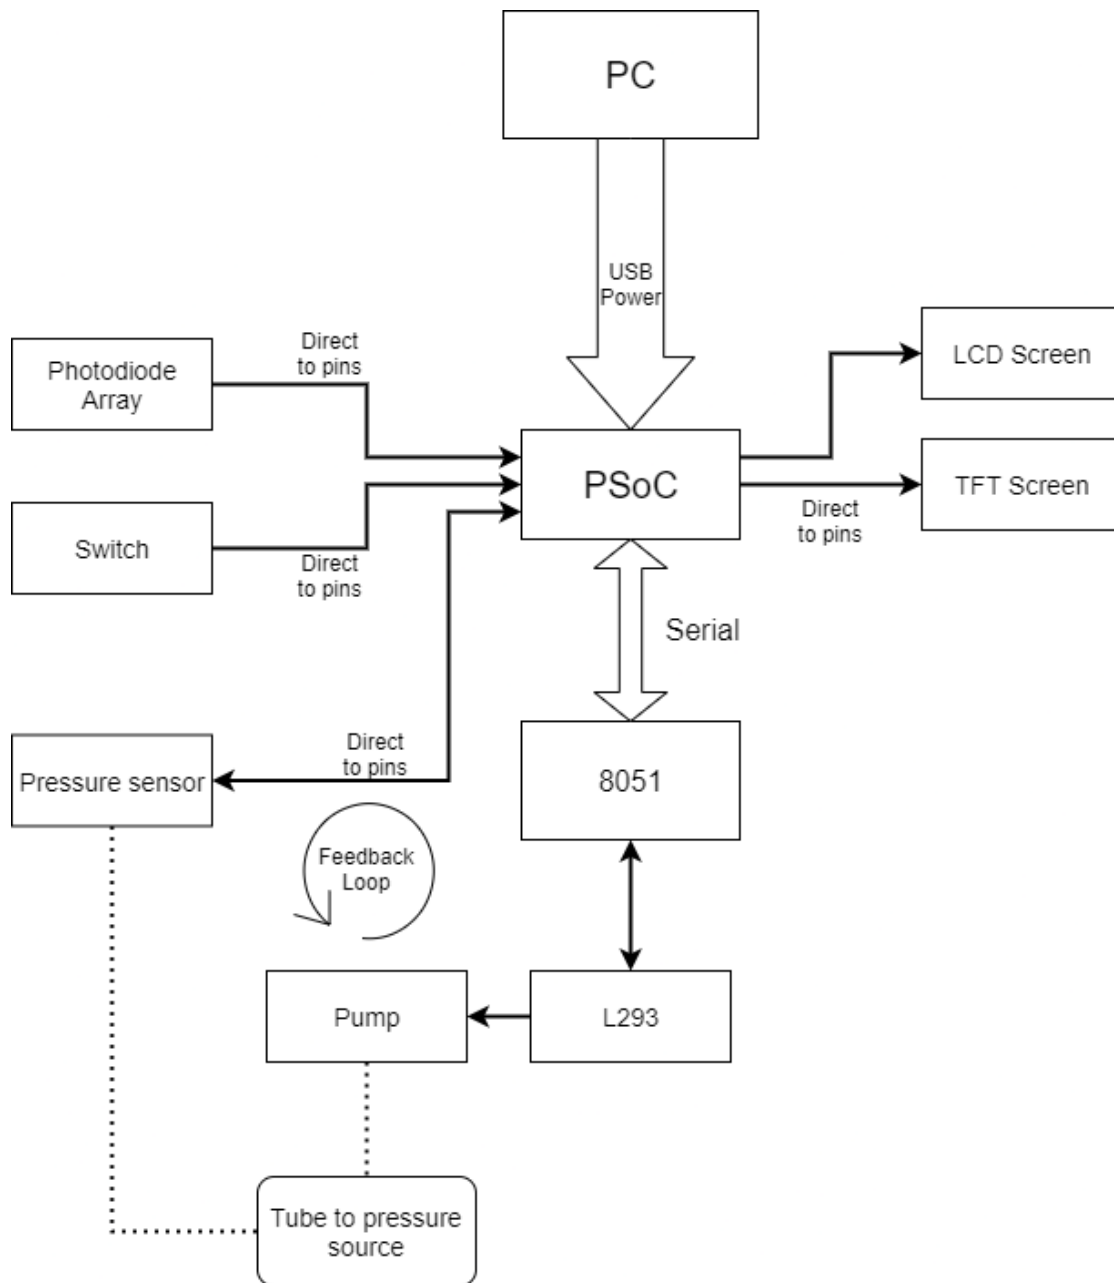 PC
USB
Power
Direct
to pins
Photodiode
Array
LCD Screen
PSoC
TFT Screen
Switch
Direct
to pins
Direct
to pins
Serial
Direct
to pins
Pressure sensor
8051
Feedback
Loop
Pump
L293
Tube to pressure
source